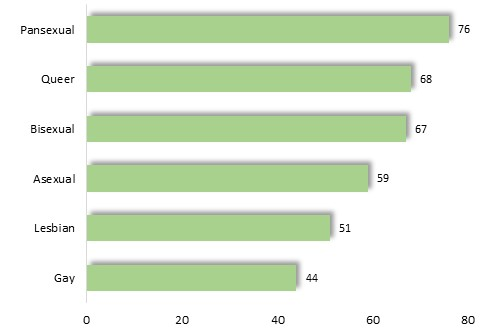 Pansexual 76
Queer 68
Bisexual 67
Asexual 59
Lesbian 51
Gay 44
0 20 40 60 80